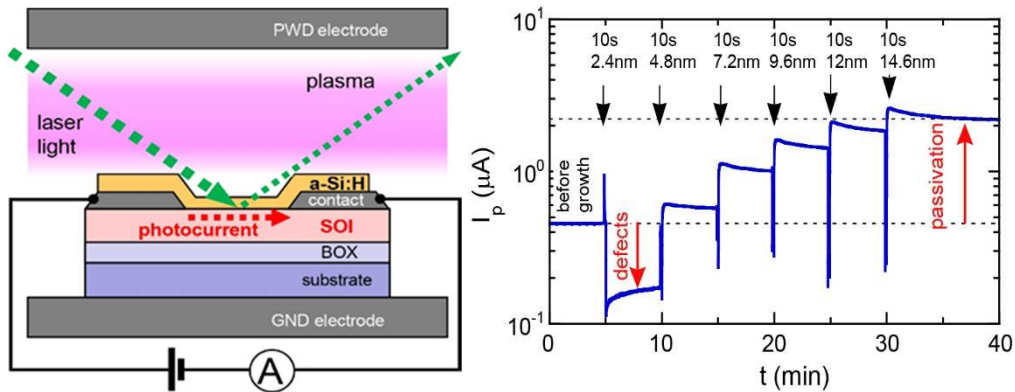 PWD electrode
plasma
laser
light
a-Si:H
contact
photocurrent
SOI
BOX
substrate
GND electrode
A
10s 10s 10s 10s 10s 10s
2.4nm 4.8nm 7.2nm 9.6nm 12nm 14.6nm
10¹
10⁰
10⁻¹
Iₚ (μA)
before
growth
defects
passivation
0 10 20 30 40
t (min)